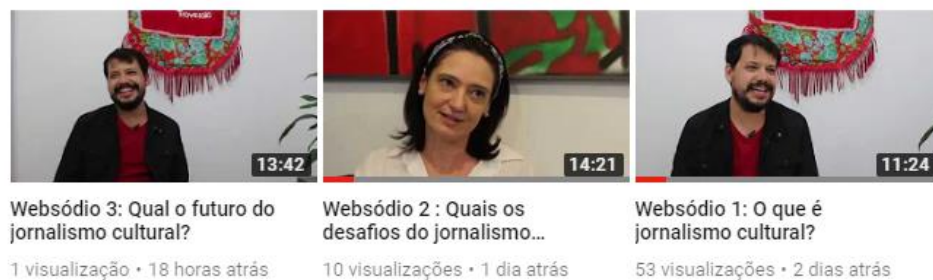 13:42
14:21
11:24
Websódio 3: Qual o futuro do
jornalismo cultural?
1 visualização • 18 horas atrás
Websódio 2 : Quais os
desafios do jornalismo...
10 visualizações • 1 dia atrás
Websódio 1: O que é
jornalismo cultural?
53 visualizações • 2 dias atrás